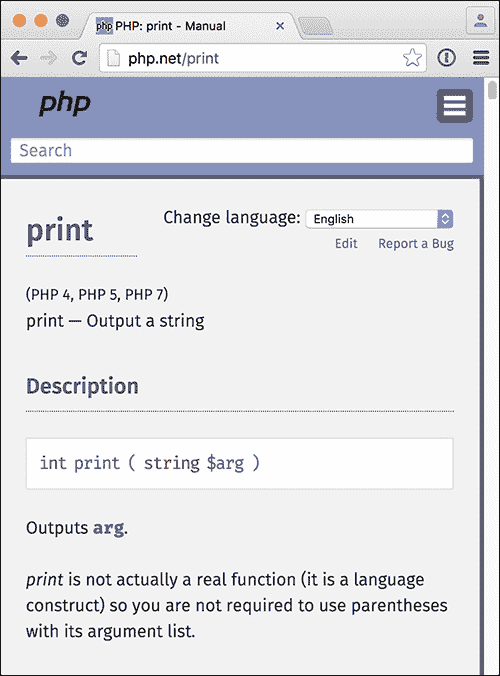 php PHP: print - Manual
php.net/print
php
Search
print
Change language: English
Edit Report a Bug
(PHP 4, PHP 5, PHP 7)
print — Output a string
Description
int print ( string $arg )
Outputs arg.
print is not actually a real function (it is a language
construct) so you are not required to use parentheses
with its argument list.